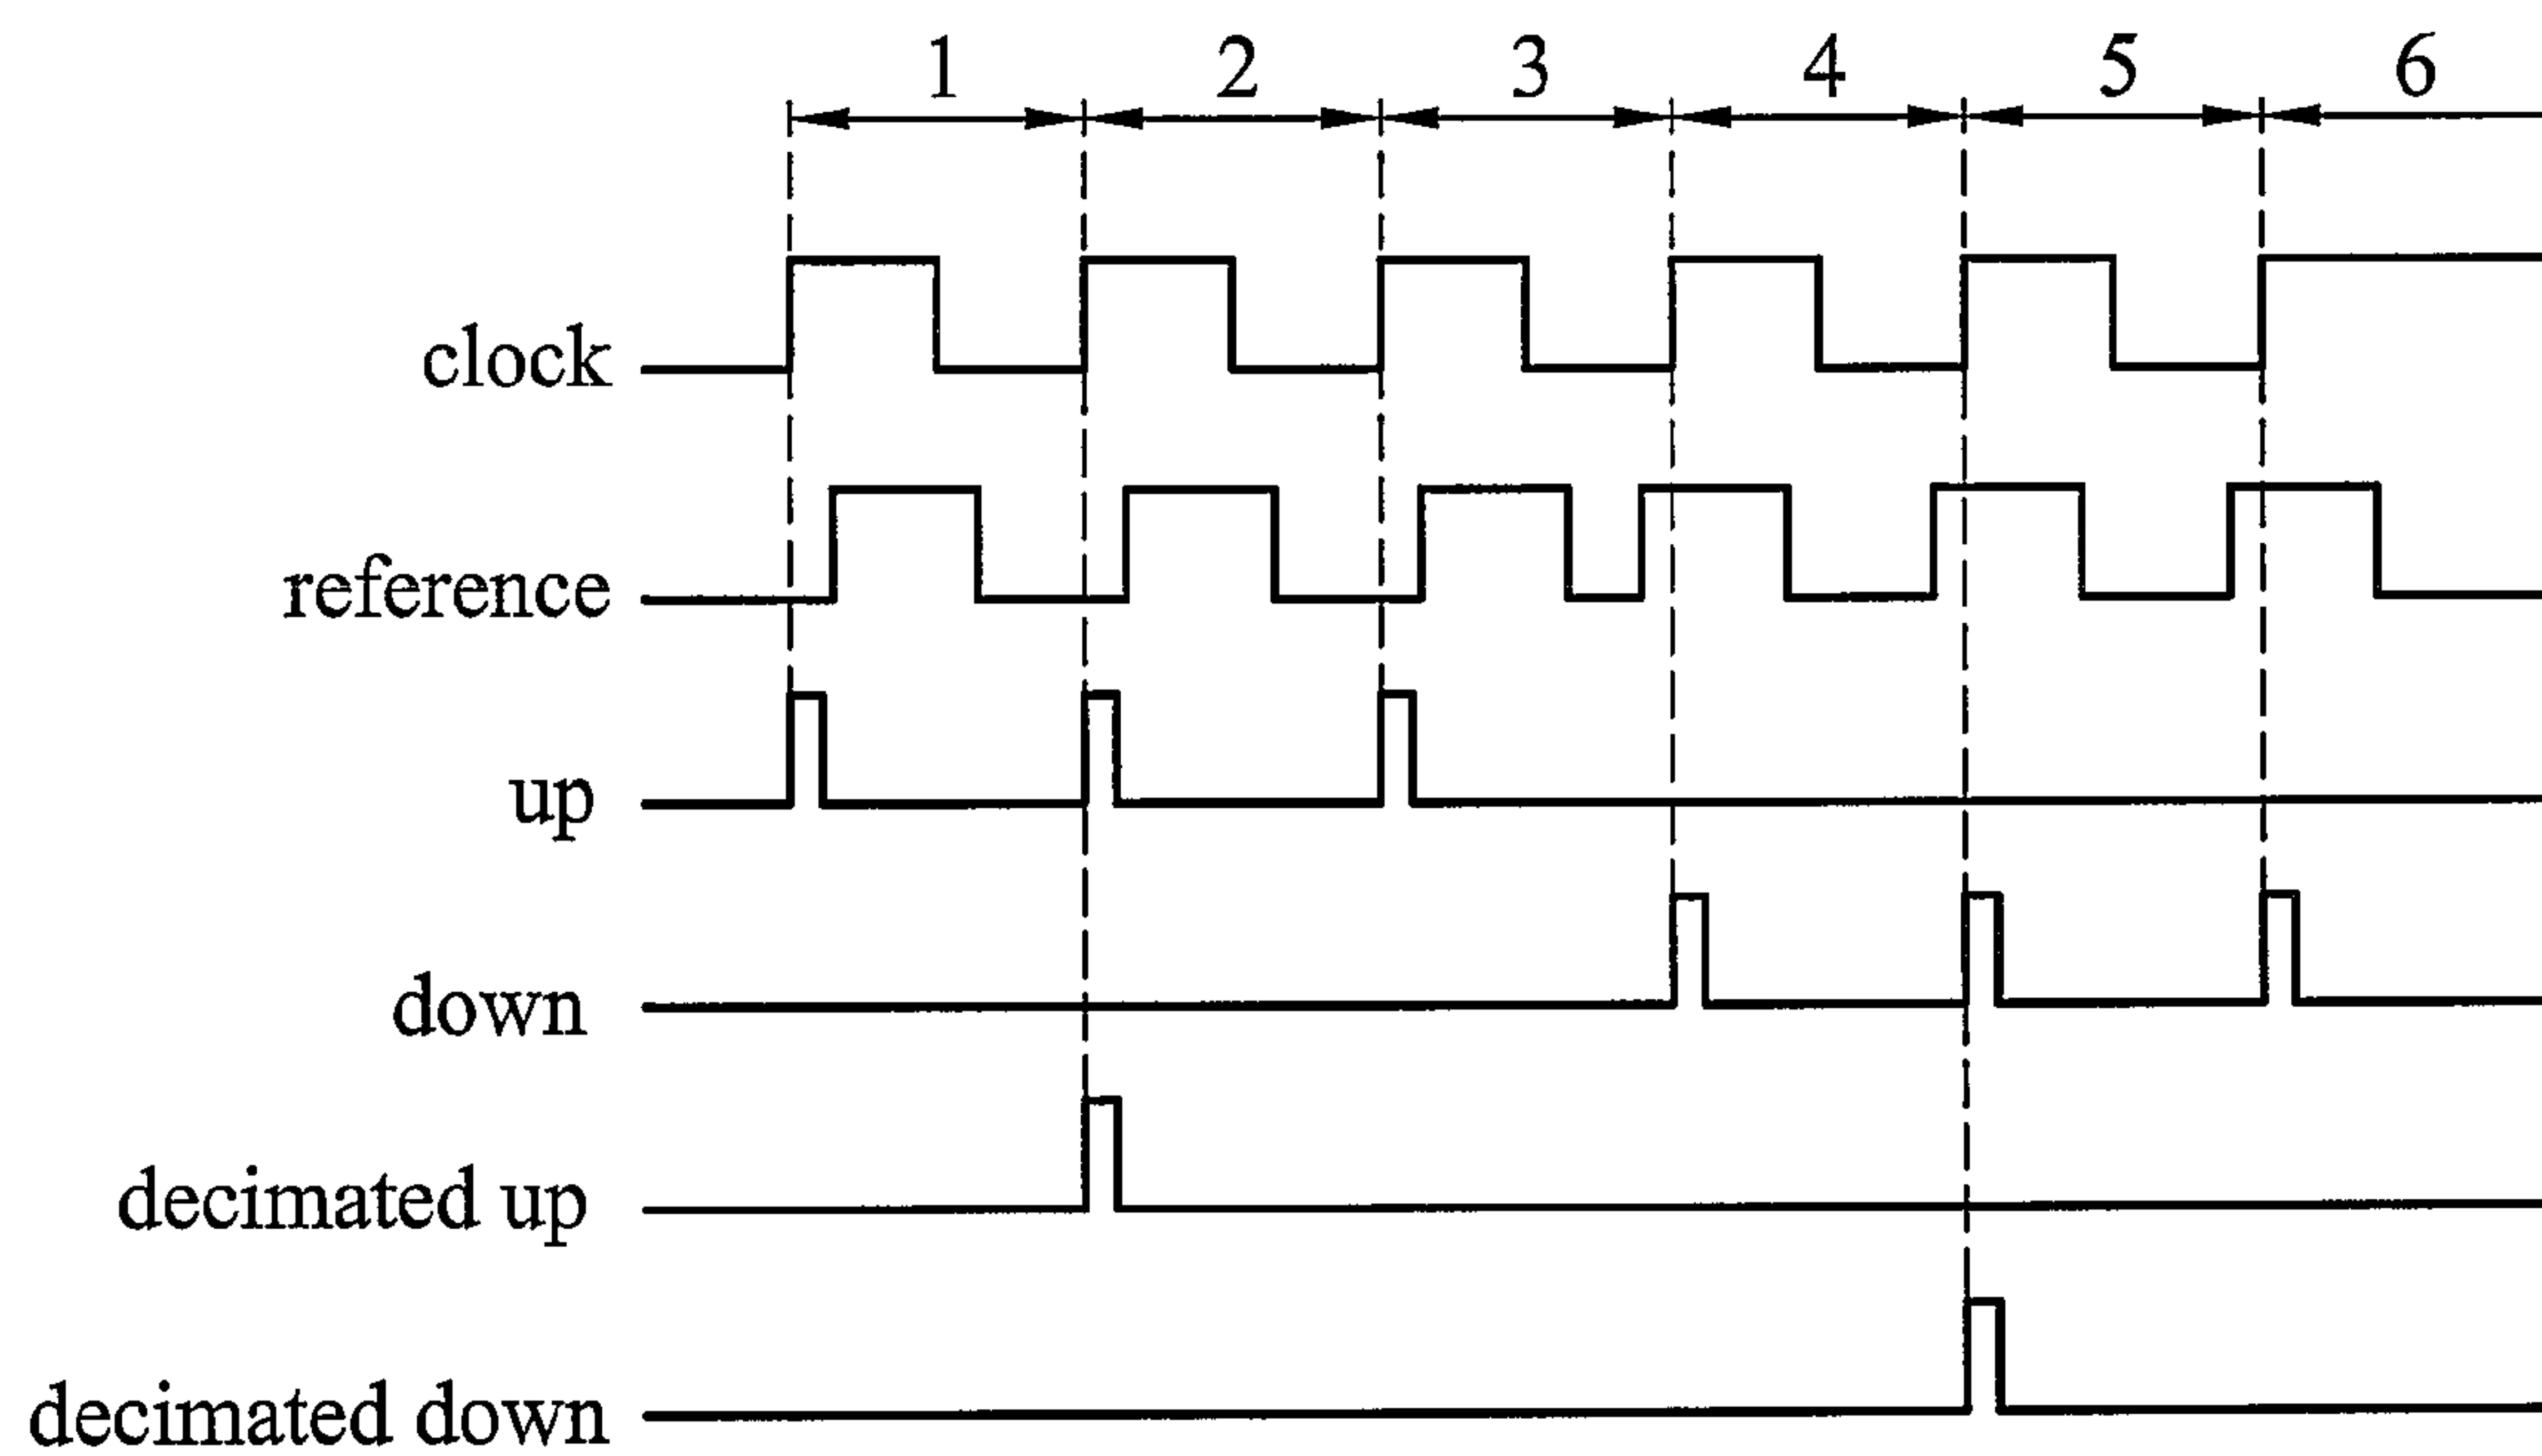 1 2 3 4 5 6
clock
reference
up
down
decimated up
decimated down